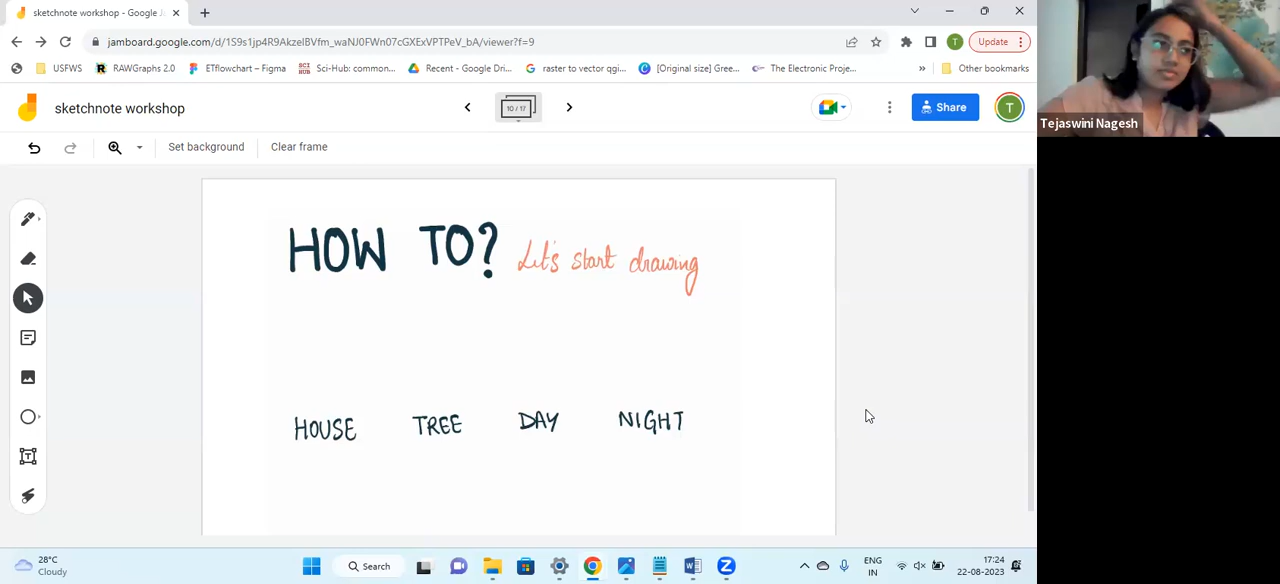 sketchnote workshop - Google J
jamboard.google.com/d/1S9s1jp4R9AkzeIBVfm_waNJ0FWn07cGXExVPTPeV_bA/viewer?f=9
Update
USFWS
RAWGraphs 2.0
ETflowchart – Figma
Sci-Hub: common...
Recent - Google Dri...
raster to vector qgi...
[Original size] Gree...
The Electronic Proje...
»
Other bookmarks
sketchnote workshop
10 / 17
Share
T
Set background
Clear frame
Tejaswini Nagesh
HOW TO? Let's start drawing
HOUSE TREE DAY NIGHT
28°C
Cloudy
Search
ENG
IN
17:24
22-08-2023